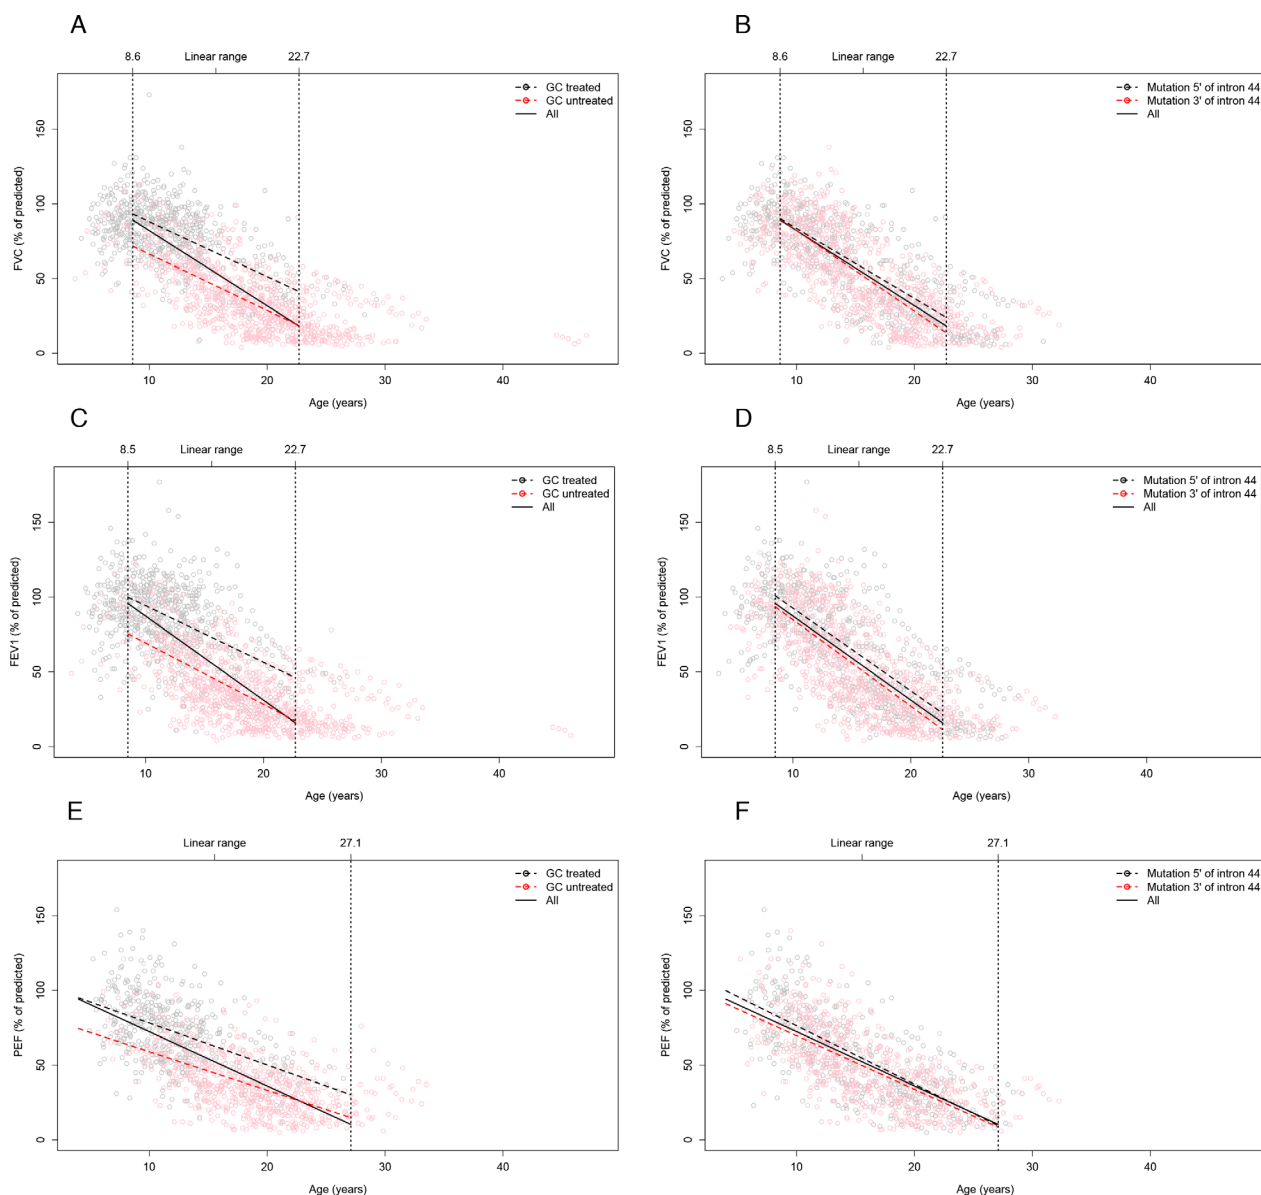 A
8.6 Linear range 22.7
GC treated
GC untreated
All
FVC (% of predicted)
150
100
50
0
10 20 30 40
Age (years)
B
8.6 Linear range 22.7
Mutation 5' of intron 44
Mutation 3' of intron 44
All
FVC (% of predicted)
150
100
50
0
10 20 30 40
Age (years)
C
8.5 Linear range 22.7
GC treated
GC untreated
All
FEV1 (% of predicted)
150
100
50
0
10 20 30 40
Age (years)
D
8.5 Linear range 22.7
Mutation 5' of intron 44
Mutation 3' of intron 44
All
FEV1 (% of predicted)
150
100
50
0
10 20 30 40
Age (years)
E
Linear range 27.1
GC treated
GC untreated
All
PEF (% of predicted)
150
100
50
0
10 20 30 40
Age (years)
F
Linear range 27.1
Mutation 5' of intron 44
Mutation 3' of intron 44
All
PEF (% of predicted)
150
100
50
0
10 20 30 40
Age (years)